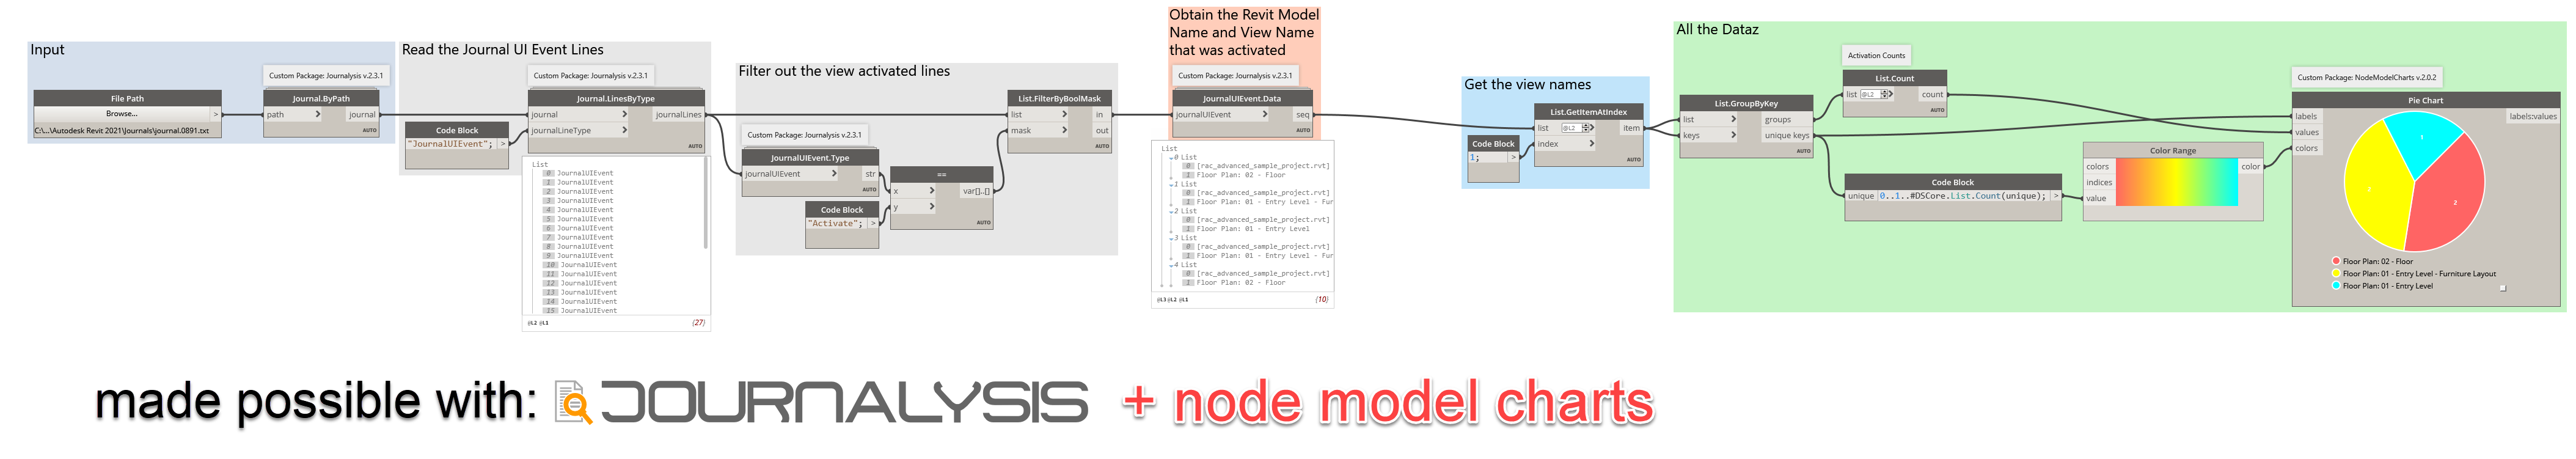 Input
File Path
Browse...
>
C:\...\Autodesk Revit 2021\Journals\journal.0891.txt
Custom Package: Journalysis v.2.3.1
Journal.ByPath
path > journal
AUTO
Read the Journal UI Event Lines
Code Block
"JournalUIEvent"; >
Custom Package: Journalysis v.2.3.1
Journal.LinesByType
journal > journalLines
journalLineType >
AUTO
List
0 JournalUIEvent
1 JournalUIEvent
2 JournalUIEvent
3 JournalUIEvent
4 JournalUIEvent
5 JournalUIEvent
6 JournalUIEvent
7 JournalUIEvent
8 JournalUIEvent
9 JournalUIEvent
10 JournalUIEvent
11 JournalUIEvent
12 JournalUIEvent
13 JournalUIEvent
14 JournalUIEvent
15 JournalUIEvent
@L2 @L1 {27}
Filter out the view activated lines
Custom Package: Journalysis v.2.3.1
JournalUIEvent.Type
journalUIEvent > str
AUTO
Code Block
"Activate"; >
==
x > var[]..[]
y >
AUTO
List.FilterByBoolMask
list > in
mask > out
AUTO
Obtain the Revit Model
Name and View Name
that was activated
Custom Package: Journalysis v.2.3.1
JournalUIEvent.Data
journalUIEvent > seq
AUTO
List
0 List
0 [rac_advanced_sample_project.rvt]
1 Floor Plan: 02 - Floor
1 List
0 [rac_advanced_sample_project.rvt]
1 Floor Plan: 01 - Entry Level - Fur
2 List
0 [rac_advanced_sample_project.rvt]
1 Floor Plan: 01 - Entry Level
3 List
0 [rac_advanced_sample_project.rvt]
1 Floor Plan: 01 - Entry Level - Fur
4 List
0 [rac_advanced_sample_project.rvt]
1 Floor Plan: 02 - Floor
@L3 @L2 @L1 {10}
Get the view names
Code Block
1; >
List.GetItemAtIndex
list @L2 > item
index
AUTO
All the Dataz
List.GroupByKey
list > groups
keys > unique keys
AUTO
Activation Counts
List.Count
list @L2 > count
AUTO
Code Block
unique 0..1..#DSCore.List.Count(unique); >
Color Range
colors color
indices
value
Custom Package: NodeModelCharts v.2.0.2
Pie Chart
labels labels:values
values
colors
1
2
2
Floor Plan: 02 - Floor
Floor Plan: 01 - Entry Level - Furniture Layout
Floor Plan: 01 - Entry Level
made possible with: JOURNALYSIS + node model charts